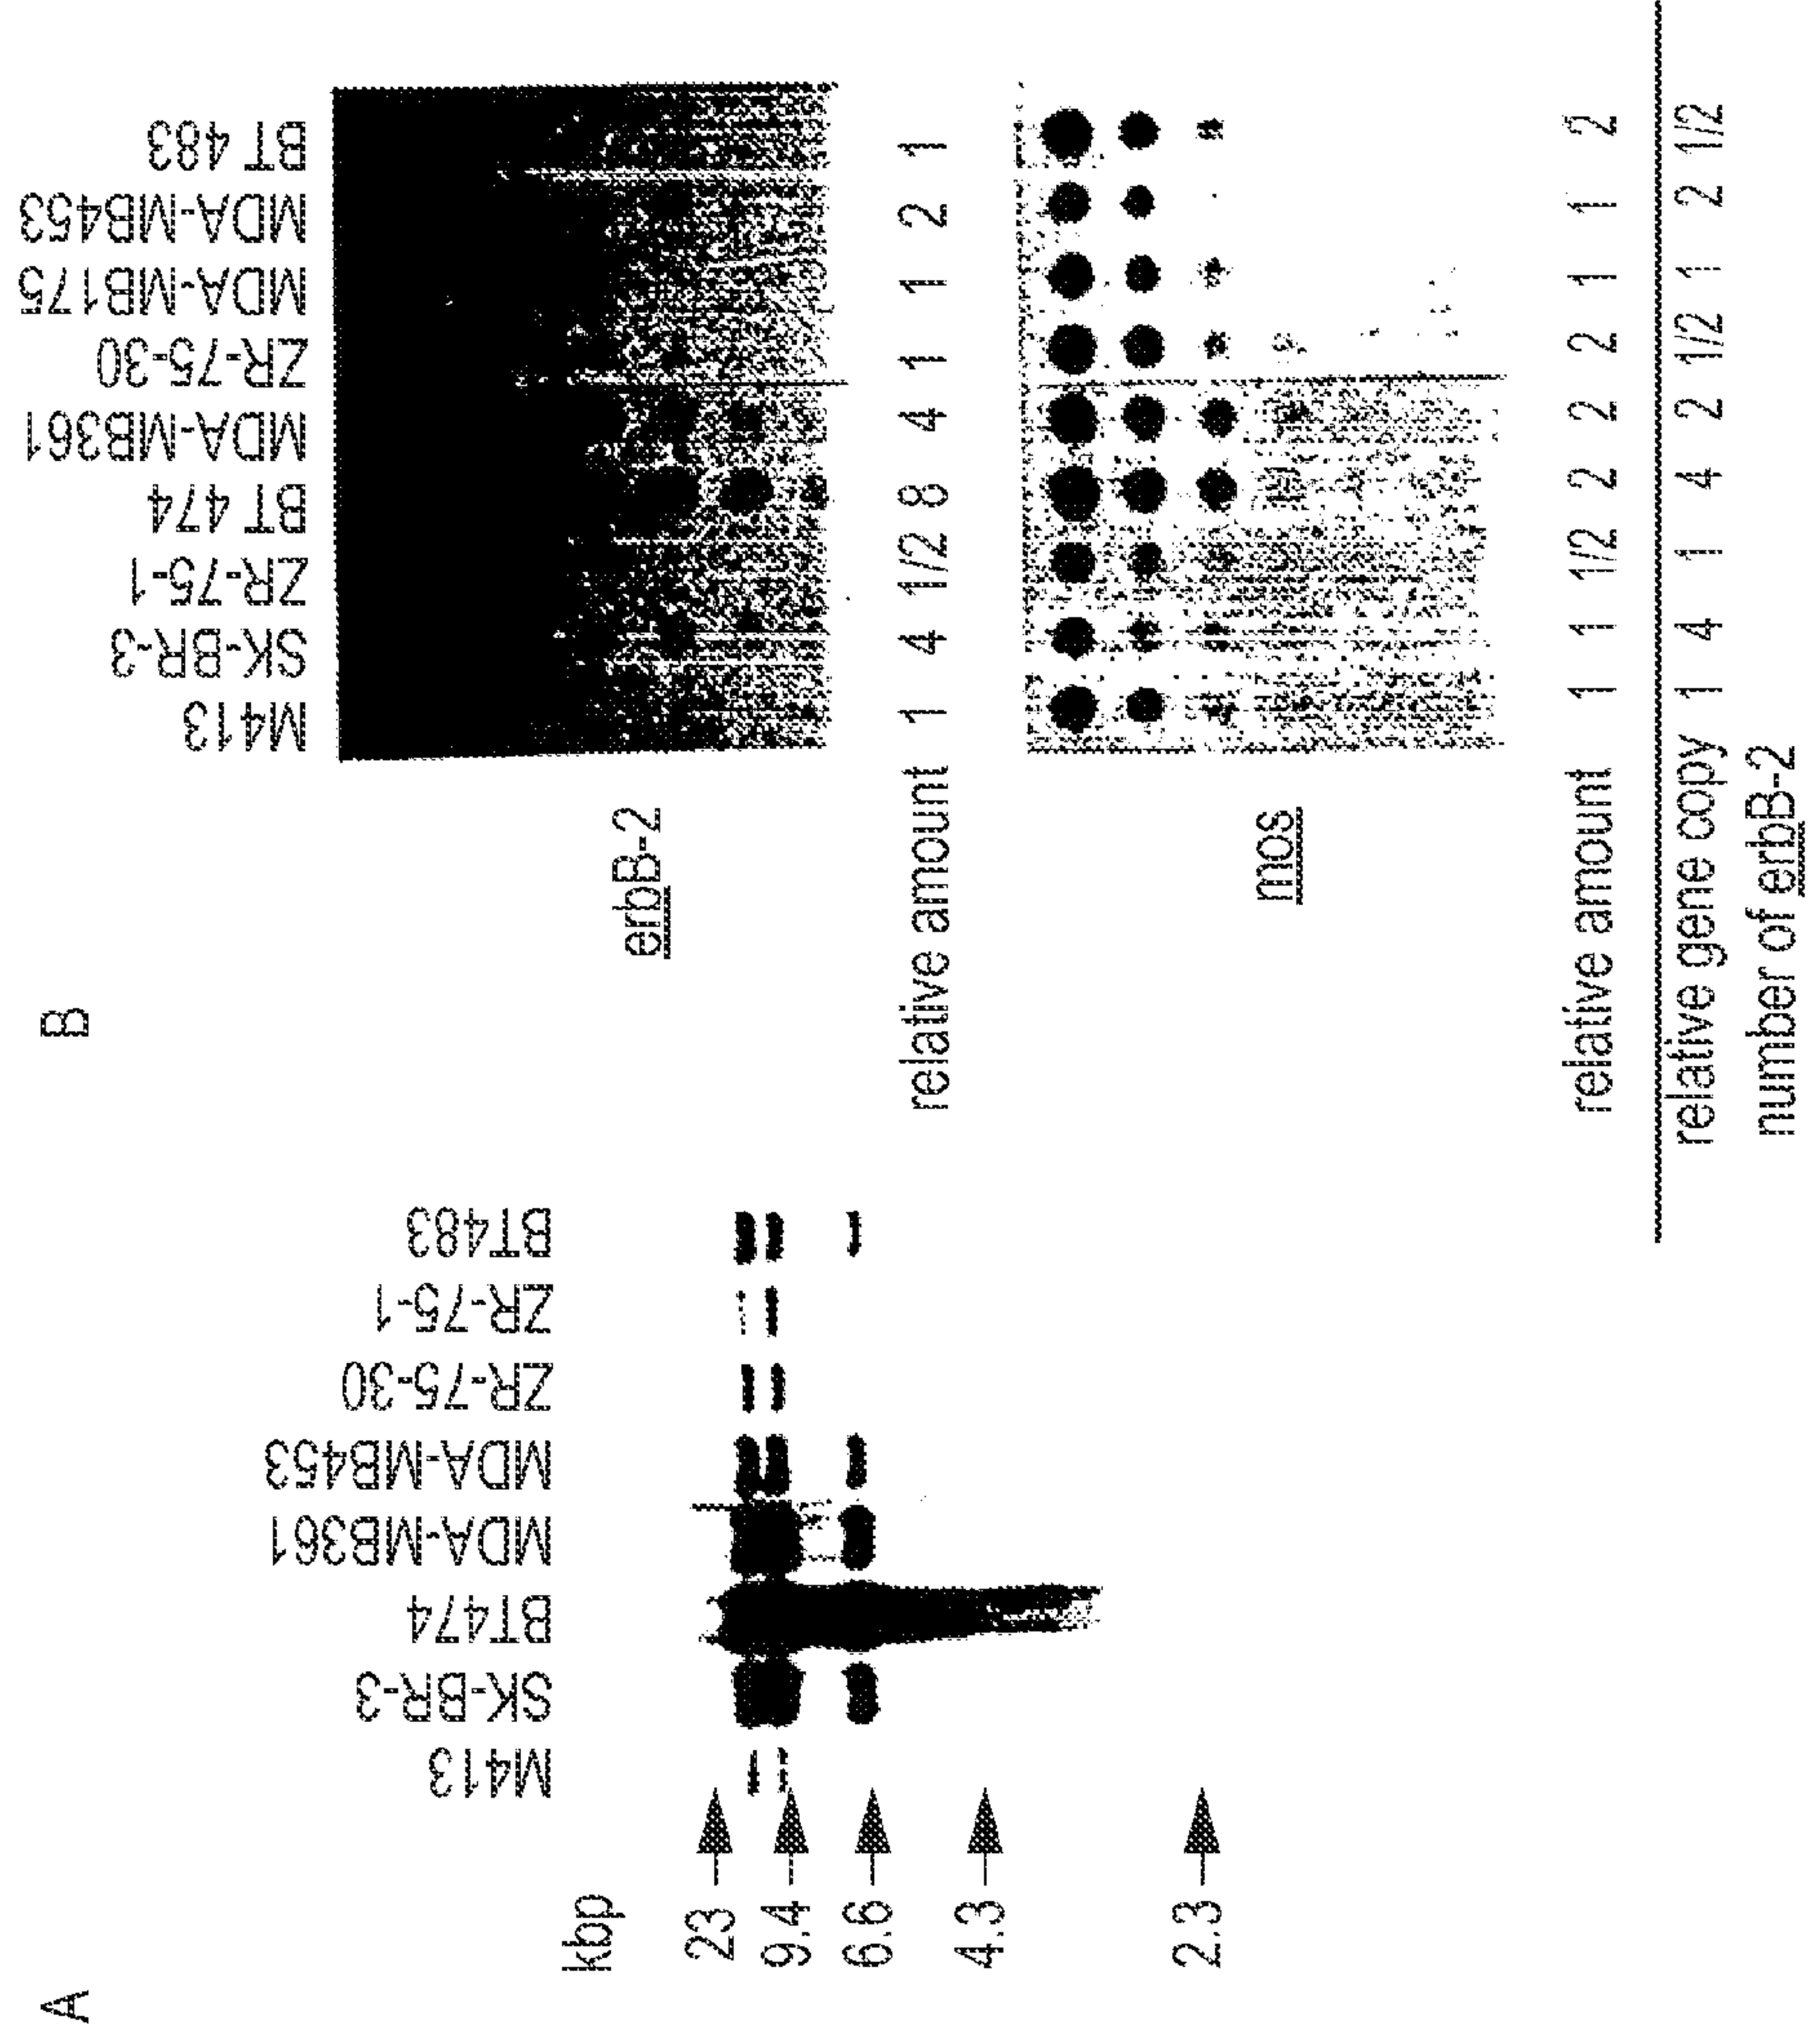 A
M413
SK-BR-3
BT474
MDA-MB361
MDA-MB453
ZR-75-30
ZR-75-1
BT483
kbp
23
9.4
6.6
4.3
2.3
B
M413
SK-BR-3
ZR-75-1
BT 474
MDA-MB361
ZR-75-30
MDA-MB175
MDA-MB453
BT 483
erbB-2
relative amount 1 4 1/2 8 4 1 1 2 1
mos
relative amount 1 1 1/2 2 2 2 1 1 2
relative gene copy 1 4 1 4 2 1/2 1 2 1/2
number of erbB-2